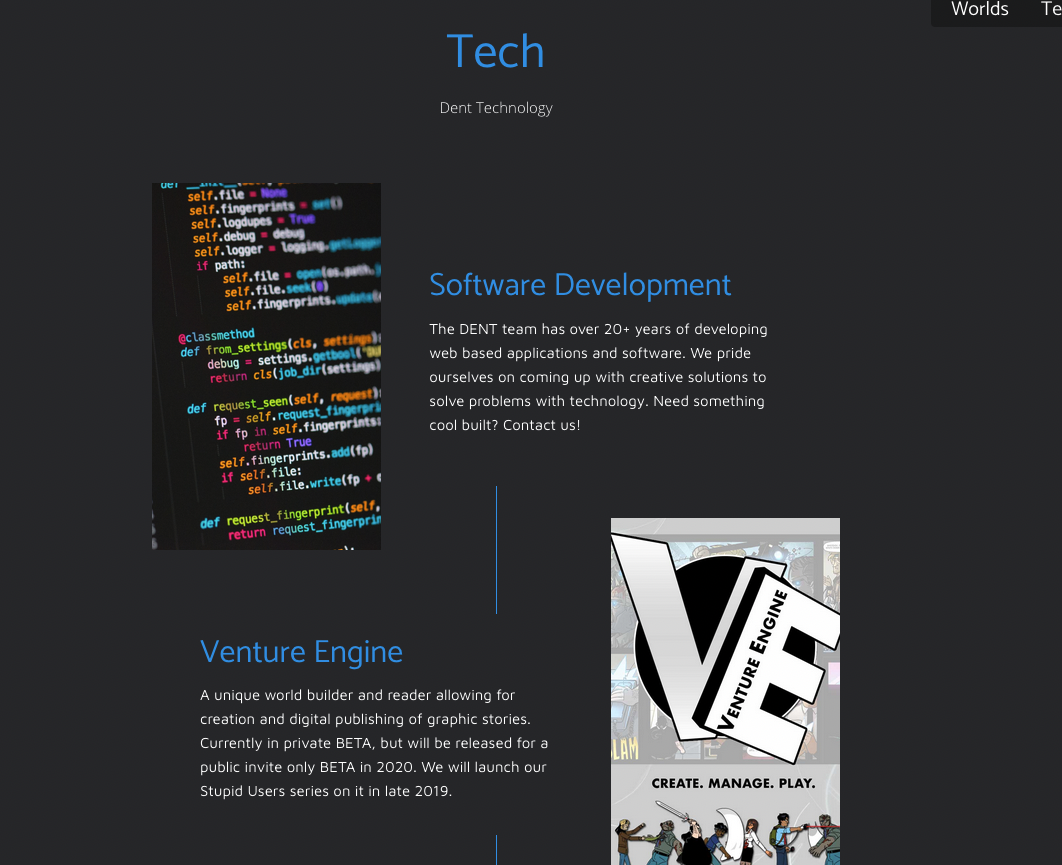 Worlds
Tech
Dent Technology
def __init__(
self.file = None
self.fingerprints = set()
self.logdupes = True
self.debug = debug
self.logger = logging.getLogger
if path:
self.file = open(os.path.
self.file.seek(0)
self.fingerprints.update(
@classmethod
def from_settings(cls, settings):
debug = settings.getbool(
return cls(job_dir(settings)
def request_seen(self, request):
fp = self.request_fingerpri
if fp in self.fingerprints:
return True
self.fingerprints.add(fp)
if self.file:
self.file.write(fp +
def request_fingerprint(self,
return request_fingerprin
Software Development
The DENT team has over 20+ years of developing
web based applications and software. We pride
ourselves on coming up with creative solutions to
solve problems with technology. Need something
cool built? Contact us!
VE
VENTURE ENGINE
SLAM
CREATE. MANAGE. PLAY.
Venture Engine
A unique world builder and reader allowing for
creation and digital publishing of graphic stories.
Currently in private BETA, but will be released for a
public invite only BETA in 2020. We will launch our
Stupid Users series on it in late 2019.